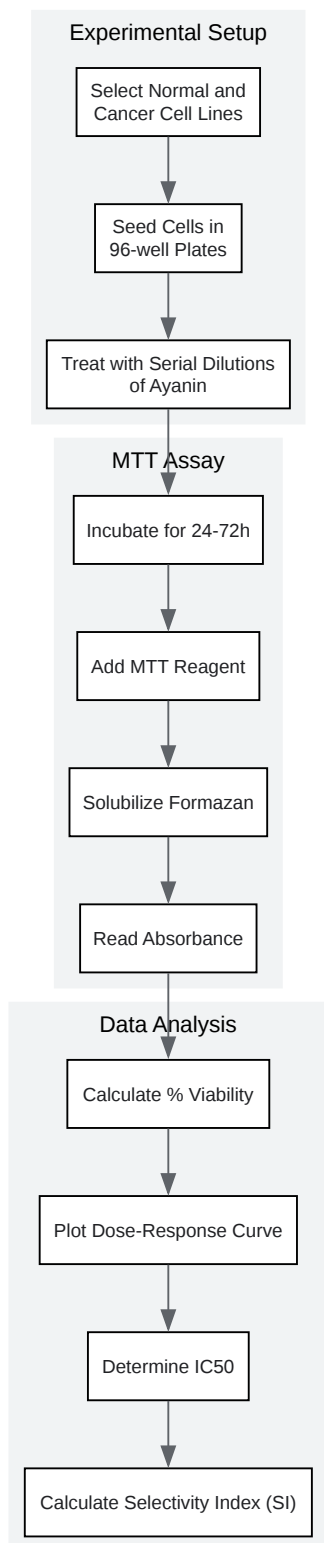 Experimental Setup
Select Normal and
Cancer Cell Lines
Seed Cells in
96-well Plates
Treat with Serial Dilutions
of Ayanin
MTT Assay
Incubate for 24-72h
Add MTT Reagent
Solubilize Formazan
Read Absorbance
Data Analysis
Calculate % Viability
Plot Dose-Response Curve
Determine IC50
Calculate Selectivity Index (SI)